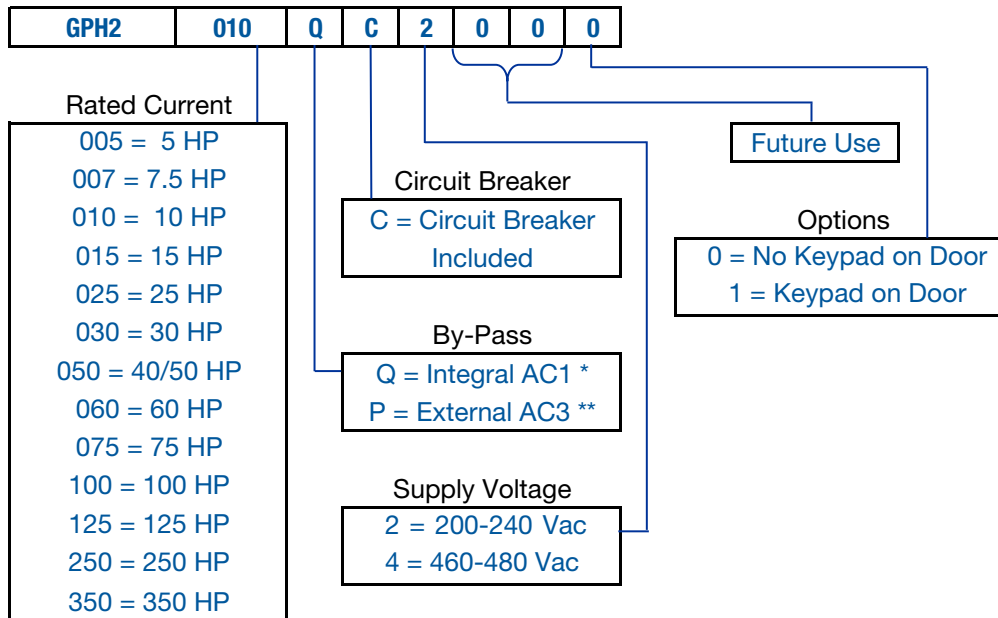 GPH2 010 Q C 2 0 0 0
Rated Current
005 = 5 HP
007 = 7.5 HP
010 = 10 HP
015 = 15 HP
025 = 25 HP
030 = 30 HP
050 = 40/50 HP
060 = 60 HP
075 = 75 HP
100 = 100 HP
125 = 125 HP
250 = 250 HP
350 = 350 HP
Circuit Breaker
C = Circuit Breaker
Included
By-Pass
Q = Integral AC1 *
P = External AC3 **
Supply Voltage
2 = 200-240 Vac
4 = 460-480 Vac
Future Use
Options
0 = No Keypad on Door
1 = Keypad on Door